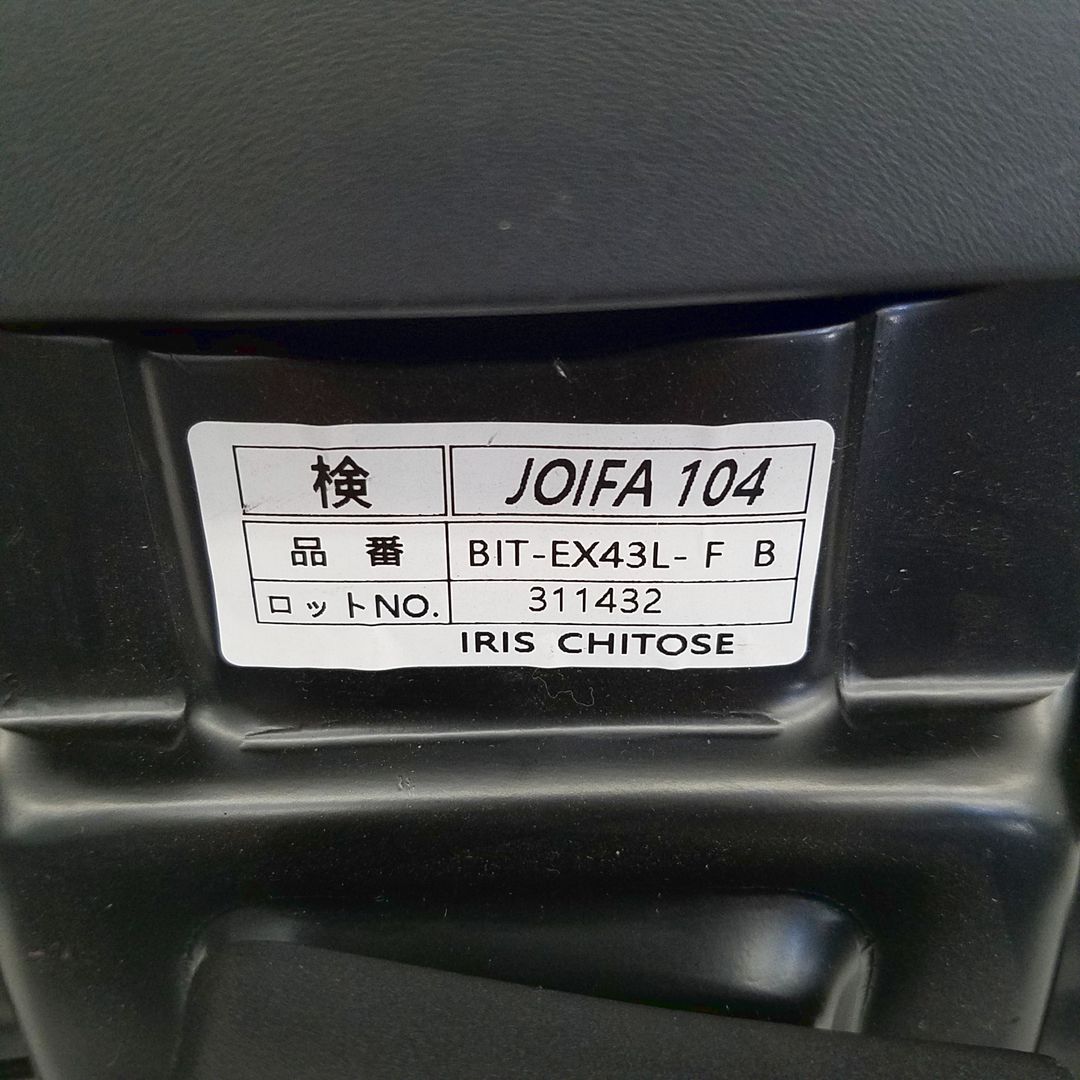 検 JOIFA 104
品 番 BIT-EX43L- F B
ロットNO. 311432
IRIS CHITOSE